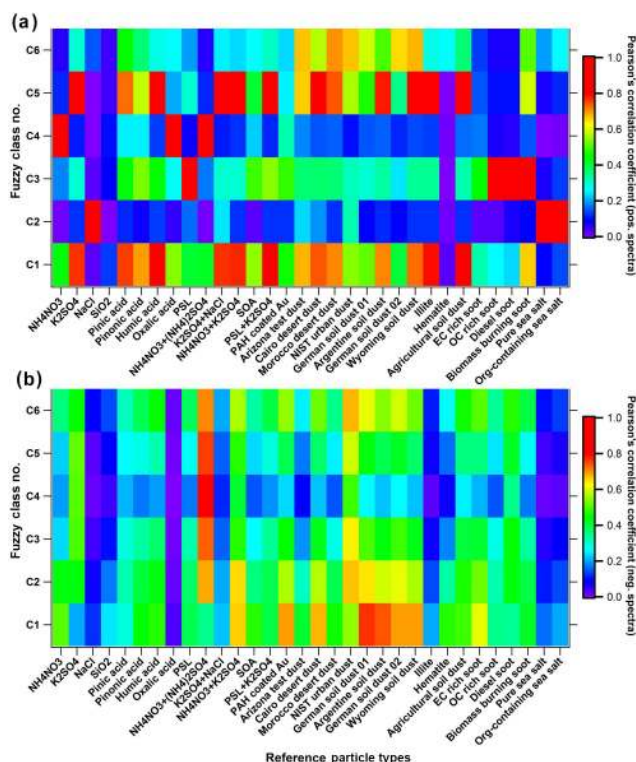 (a)
Fuzzy class no.
C6
C5
C4
C3
C2
C1
1.0
0.8
0.6
0.4
0.2
0.0
Pearson's correlation coefficient (pos. spectra)
NH4NO3
K2SO4
NaCl
SiO2
Pinic acid
Pinonic acid
Humic acid
Oxalic acid
PSL
NH4NO3+(NH4)2SO4
K2SO4+NaCl
NH4NO3+K2SO4
SOA
PSL+K2SO4
PAH coated Au
Arizona test dust
Cairo desert dust
Morocco desert dust
NIST urban dust
German soil dust 01
Argentine soil dust
German soil dust 02
Wyoming soil dust
Illite
Hematite
Agricultural soil dust
EC rich soot
OC rich soot
Diesel soot
Biomass burning soot
Pure sea salt
Org-containing sea salt
(b)
Fuzzy class no.
C6
C5
C4
C3
C2
C1
1.0
0.8
0.6
0.4
0.2
0.0
Pearson's correlation coefficient (neg. spectra)
NH4NO3
K2SO4
NaCl
SiO2
Pinic acid
Pinonic acid
Humic acid
Oxalic acid
PSL
NH4NO3+(NH4)2SO4
K2SO4+NaCl
NH4NO3+K2SO4
SOA
PSL+K2SO4
PAH coated Au
Arizona test dust
Cairo desert dust
Morocco desert dust
NIST urban dust
German soil dust 01
Argentine soil dust
German soil dust 02
Wyoming soil dust
Illite
Hematite
Agricultural soil dust
EC rich soot
OC rich soot
Diesel soot
Biomass burning soot
Pure sea salt
Org-containing sea salt
Reference particle types